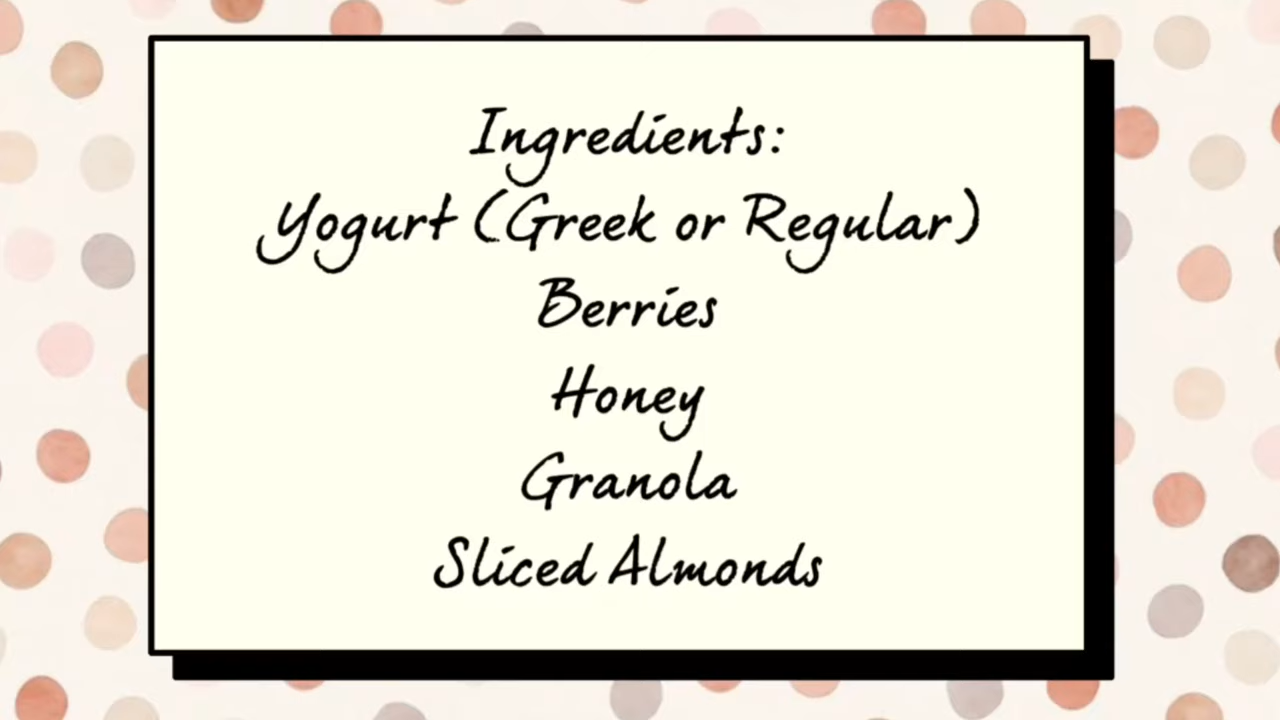 Ingredients:
Yogurt (Greek or Regular)
Berries
Honey
Granola
Sliced Almonds